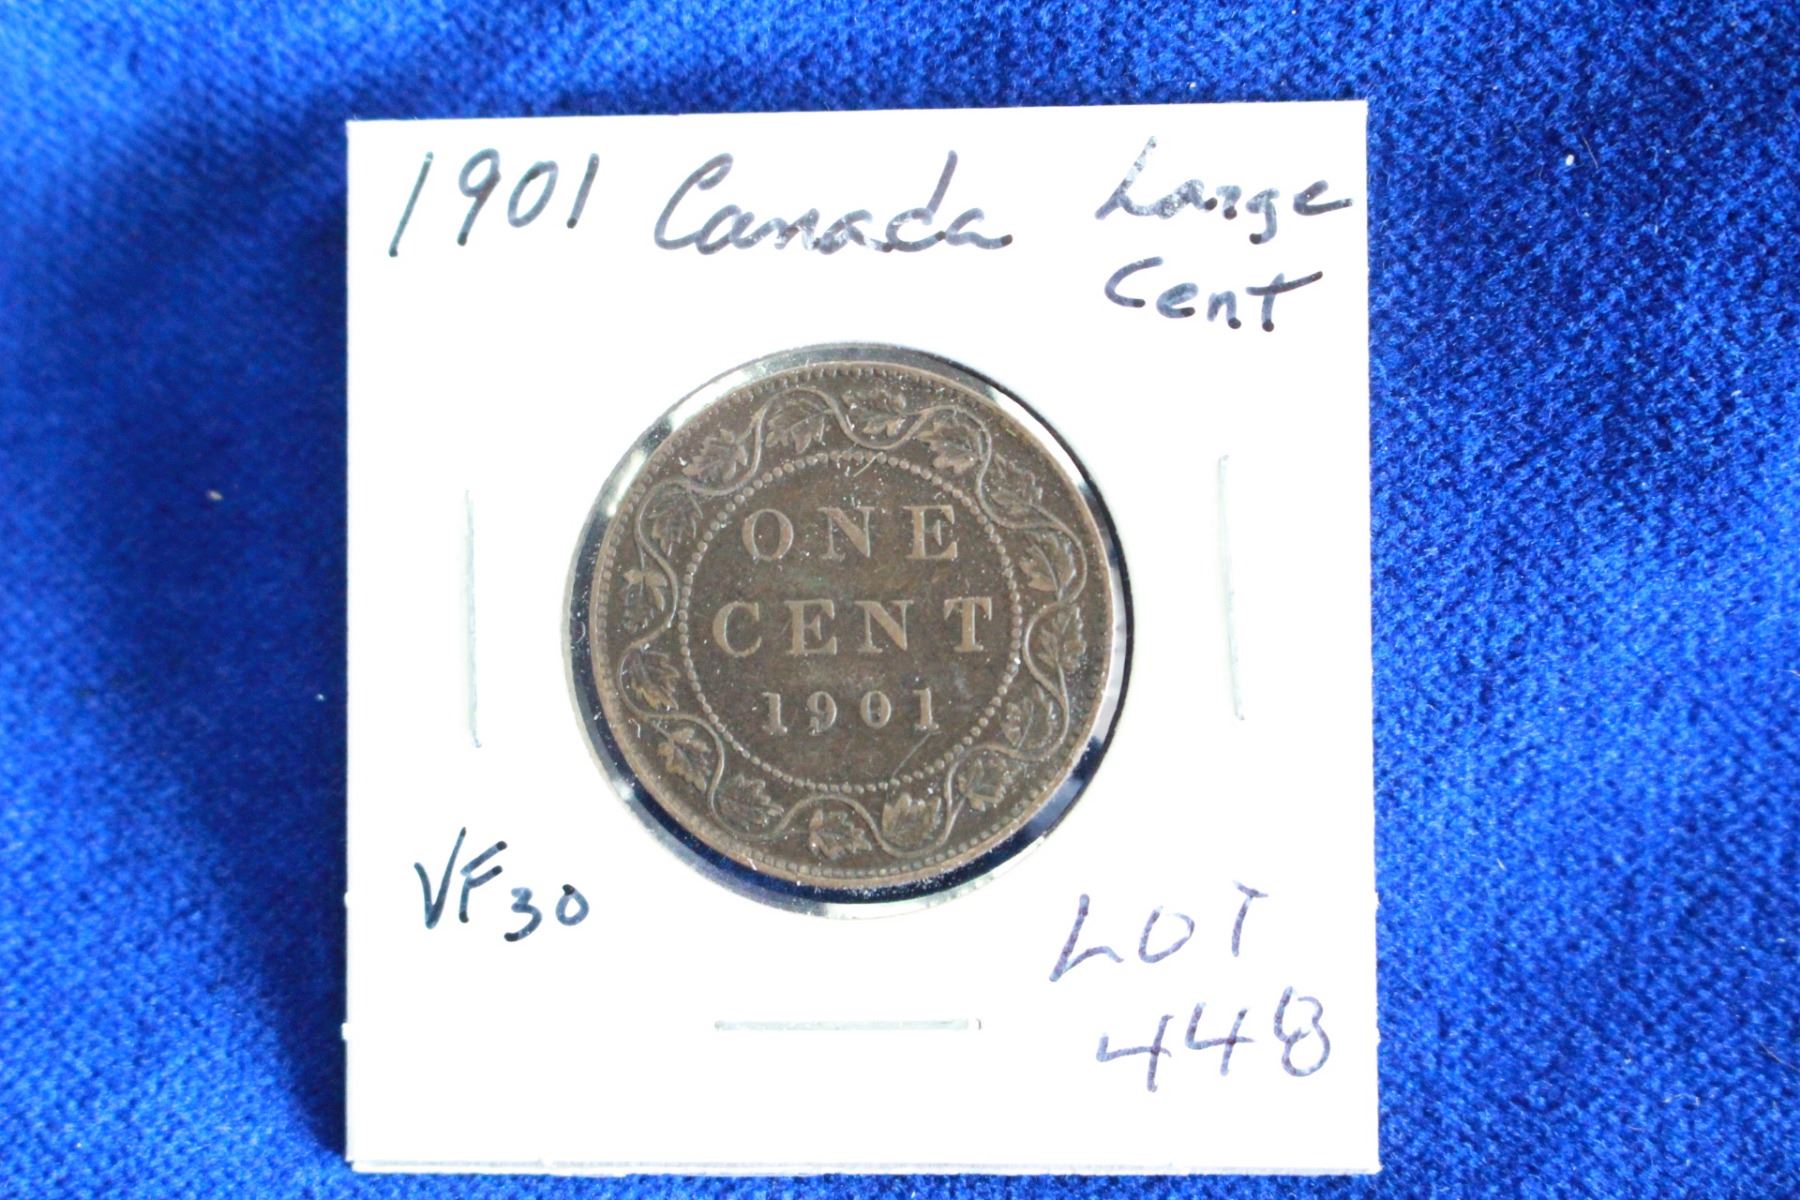 1901 Canada Large
Cent
ONE
CENT
1901
VF30
LOT
448